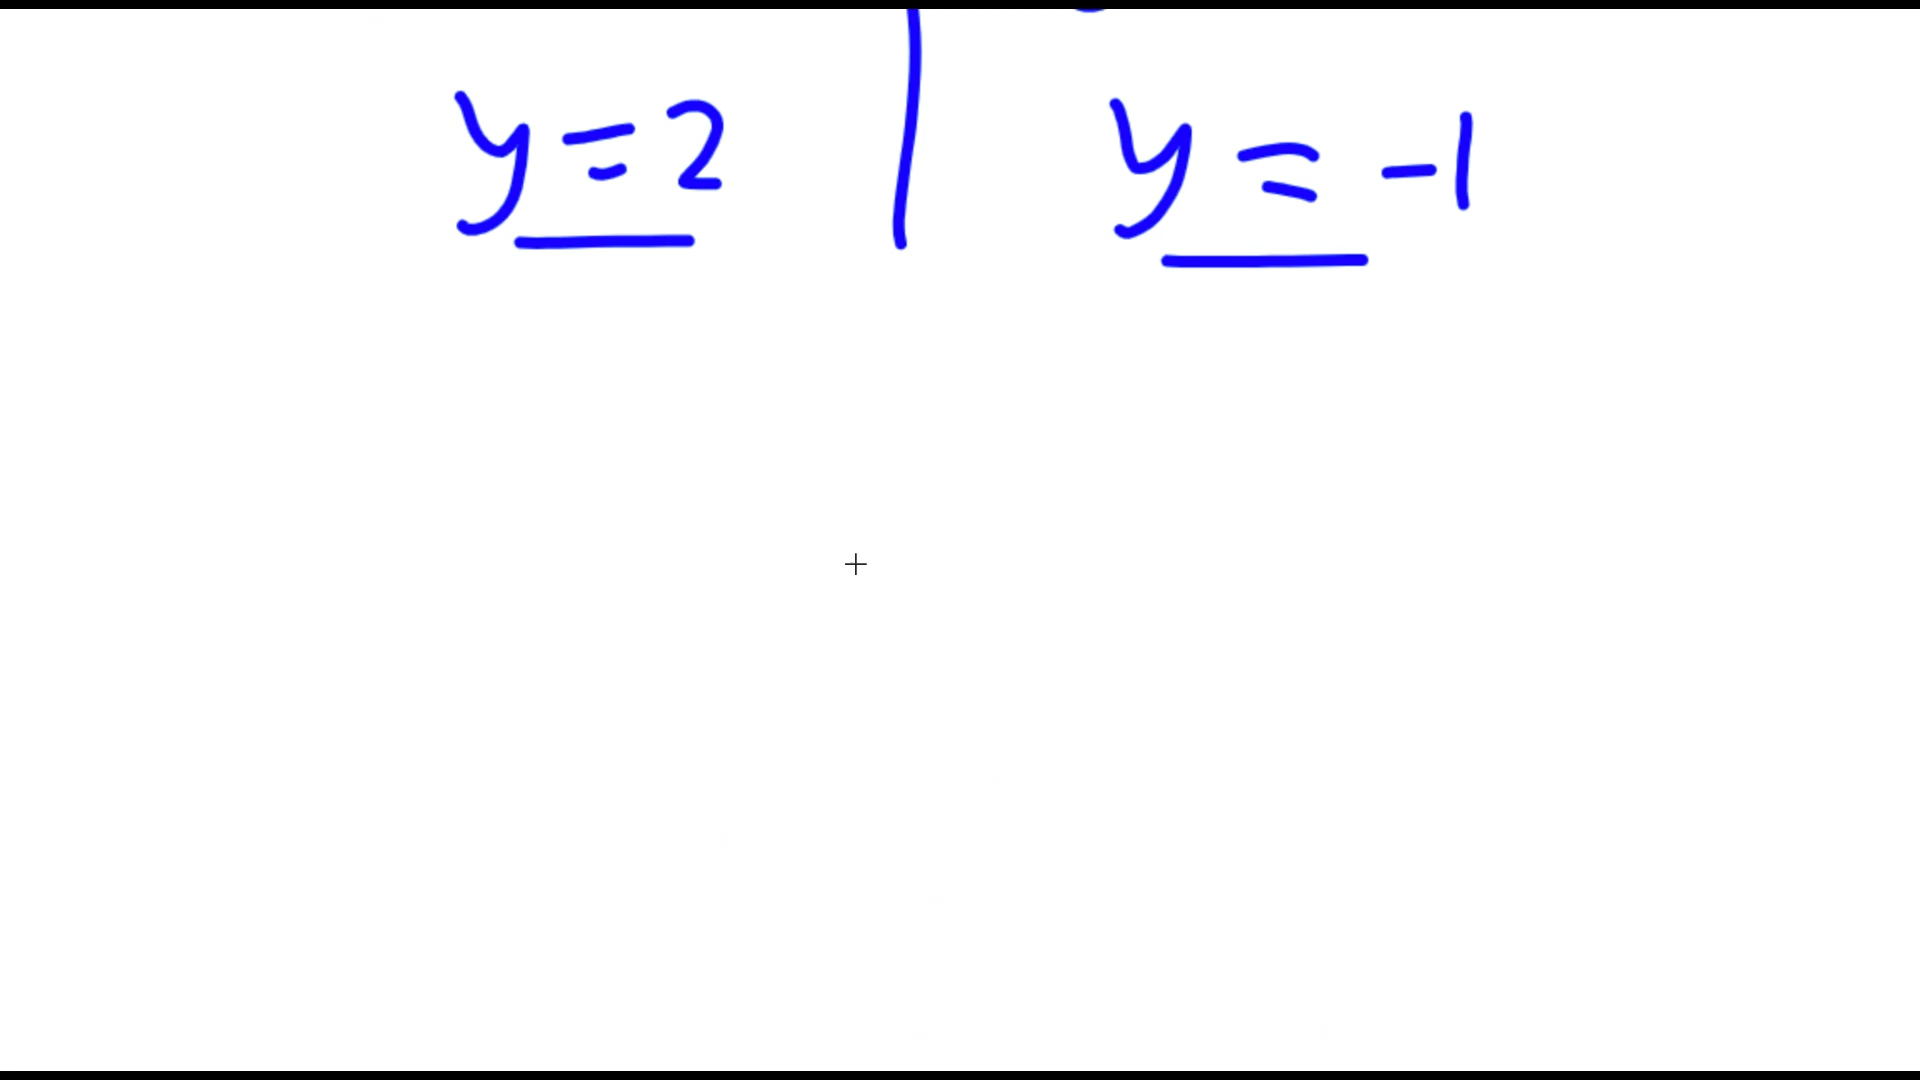 y = 2 | y = -1